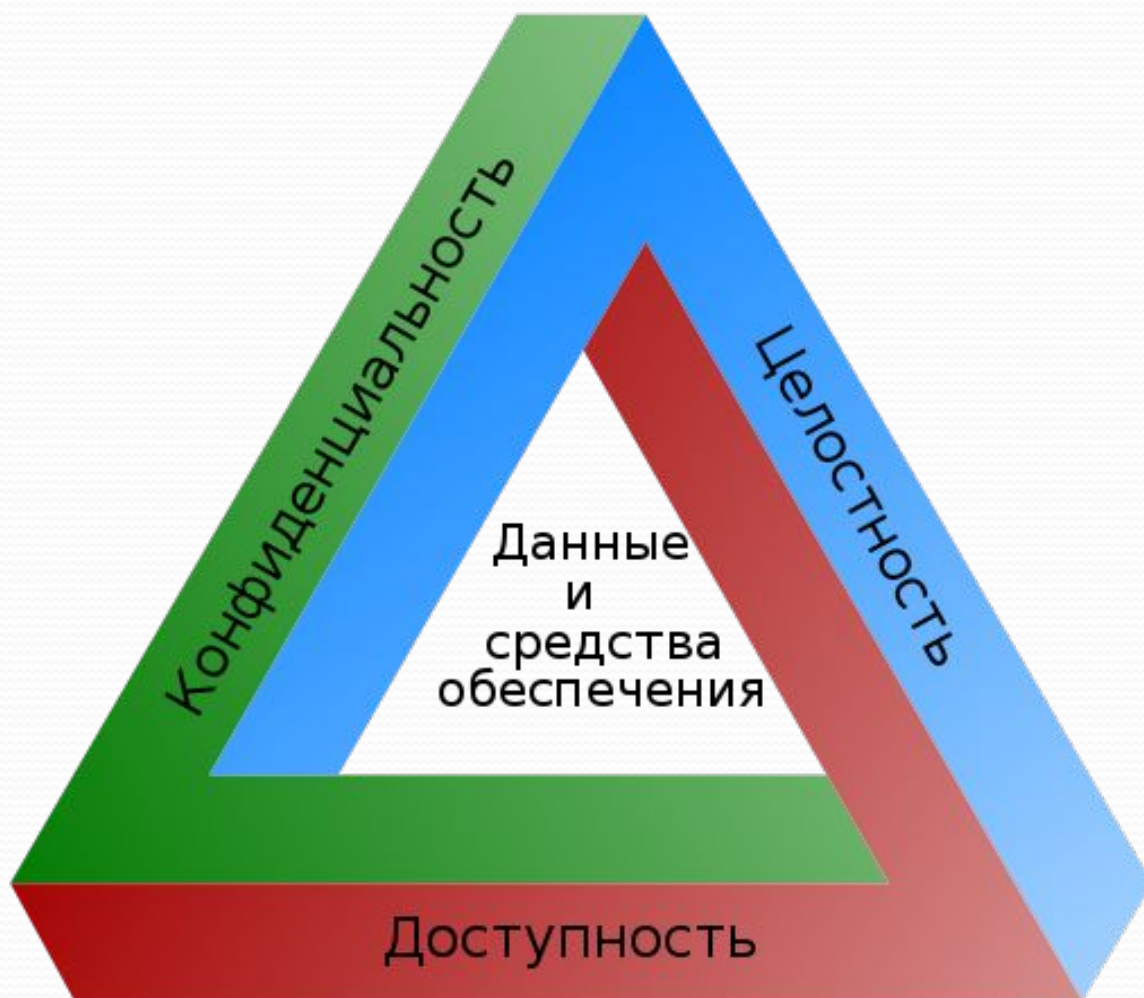 Конфиденциальность
Целостность
Данные
и
средства
обеспечения
Доступность